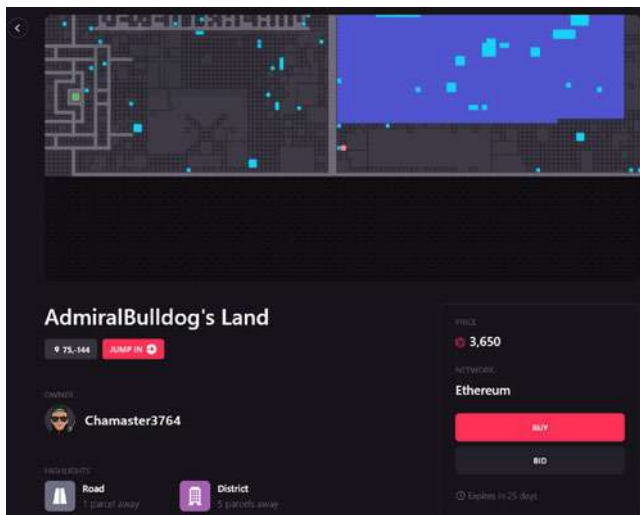 AdmiralBulldog's Land
75,-144
JUMP IN
OWNER
Chamaster3764
HIGHLIGHTS
Road
1 parcel away
District
5 parcels away
PRICE
3,650
NETWORK
Ethereum
BUY
BID
Expires in 25 days